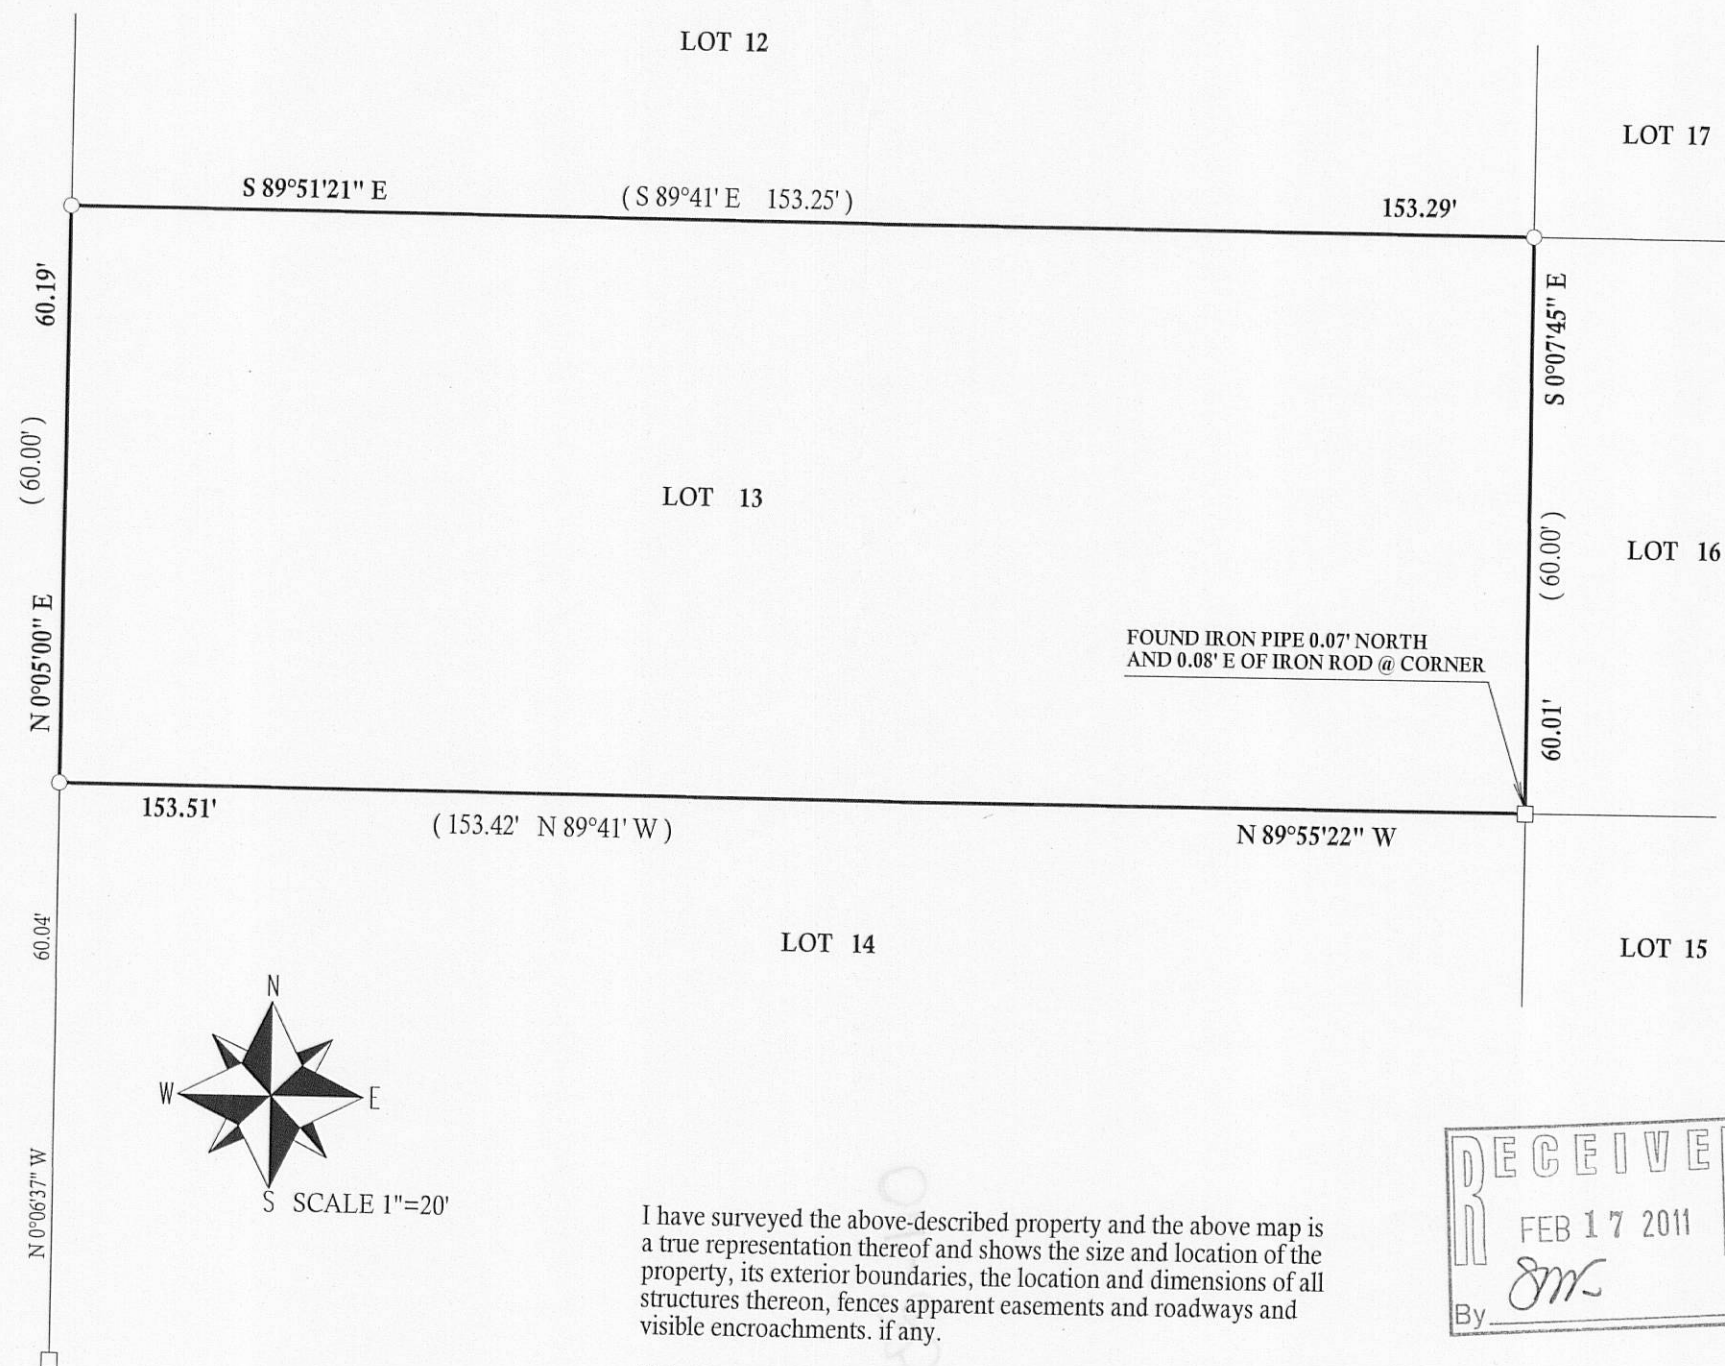 LOT 12
LOT 17
S 89°51'21" E
( S 89°41' E 153.25' )
153.29'
60.19'
( 60.00' )
N 0°05'00" E
S 0°07'45" E
( 60.00' )
60.01'
LOT 13
LOT 16
FOUND IRON PIPE 0.07' NORTH
AND 0.08' E OF IRON ROD @ CORNER
153.51'
( 153.42' N 89°41' W )
N 89°55'22" W
60.04'
N 0°06'37" W
LOT 14
LOT 15
N
W
E
S
SCALE 1"=20'
I have surveyed the above-described property and the above map is
a true representation thereof and shows the size and location of the
property, its exterior boundaries, the location and dimensions of all
structures thereon, fences apparent easements and roadways and
visible encroachments. if any.
RECEIVE
FEB 17 2011
By